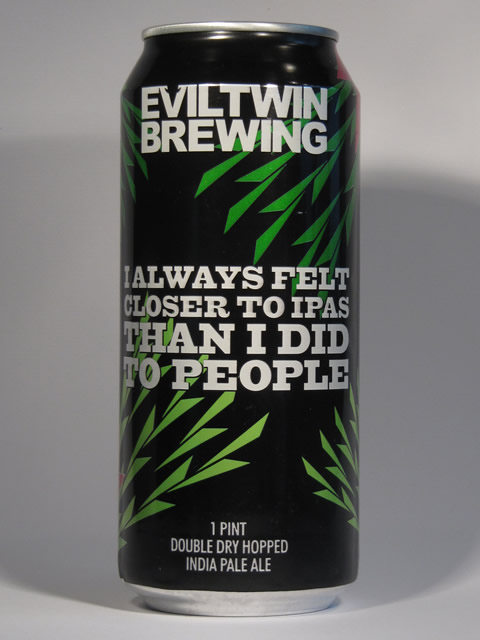 EVILTWIN
BREWING
I ALWAYS FELT
CLOSER TO IPAS
THAN I DID
TO PEOPLE
1 PINT
DOUBLE DRY HOPPED
INDIA PALE ALE